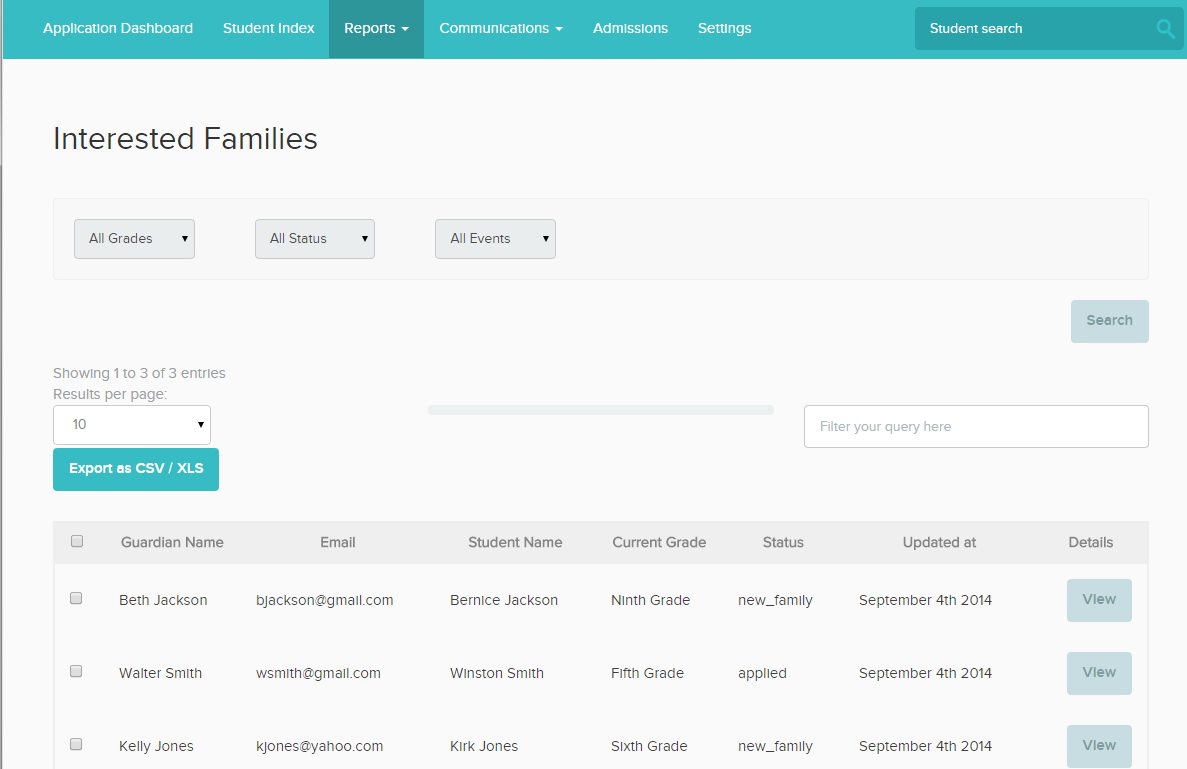 Application Dashboard Student Index Reports Communications Admissions Settings Student search
Interested Families
All Grades All Status All Events
Search
Showing 1 to 3 of 3 entries
Results per page:
10 Filter your query here
Export as CSV / XLS
Guardian Name Email Student Name Current Grade Status Updated at Details
Beth Jackson bjackson@gmail.com Bernice Jackson Ninth Grade new_family September 4th 2014 View
Walter Smith wsmith@gmail.com Winston Smith Fifth Grade applied September 4th 2014 View
Kelly Jones kjones@yahoo.com Kirk Jones Sixth Grade new_family September 4th 2014 View